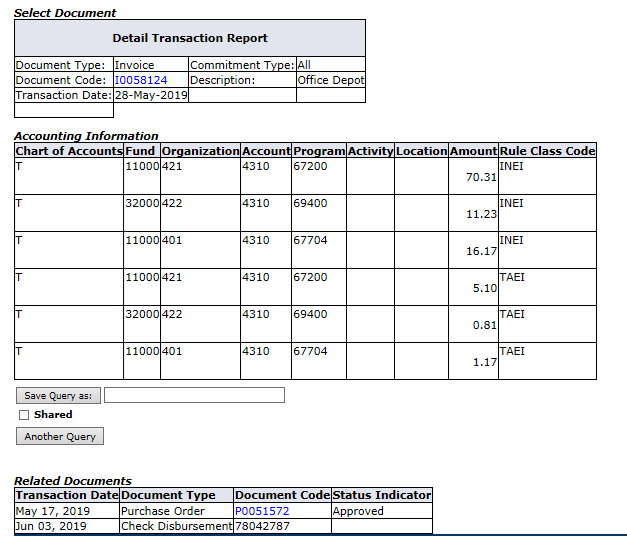 Select Document
Detail Transaction Report
Document Type: Invoice Commitment Type: All
Document Code: I0058124 Description: Office Depot
Transaction Date: 28-May-2019
Accounting Information
Chart of Accounts Fund Organization Account Program Activity Location Amount Rule Class Code
T 11000 421 4310 67200 70.31 INEI
T 32000 422 4310 69400 11.23 INEI
T 11000 401 4310 67704 16.17 INEI
T 11000 421 4310 67200 5.10 TAEI
T 32000 422 4310 69400 0.81 TAEI
T 11000 401 4310 67704 1.17 TAEI
Save Query as:
Shared
Another Query
Related Documents
Transaction Date Document Type Document Code Status Indicator
May 17, 2019 Purchase Order P0051572 Approved
Jun 03, 2019 Check Disbursement 78042787